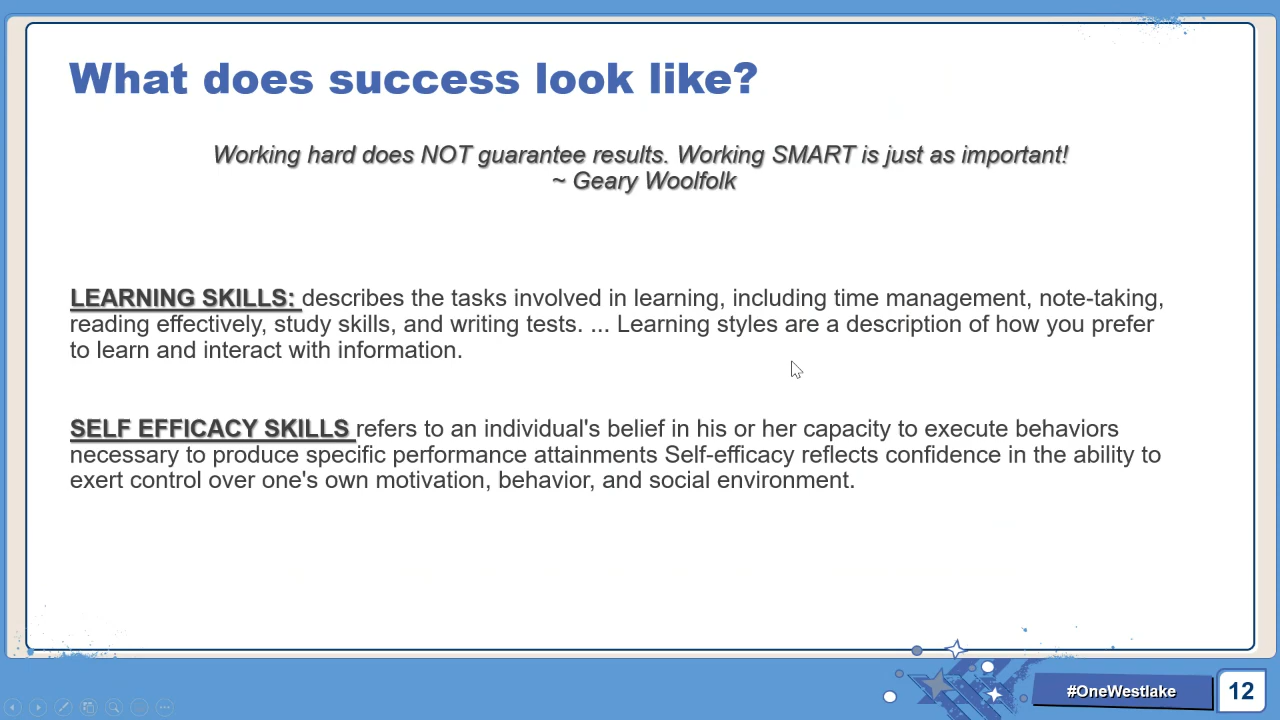 What does success look like?
Working hard does NOT guarantee results. Working SMART is just as important!
~ Geary Woolfolk
LEARNING SKILLS: describes the tasks involved in learning, including time management, note-taking,
reading effectively, study skills, and writing tests. ... Learning styles are a description of how you prefer
to learn and interact with information.
SELF EFFICACY SKILLS refers to an individual's belief in his or her capacity to execute behaviors
necessary to produce specific performance attainments Self-efficacy reflects confidence in the ability to
exert control over one's own motivation, behavior, and social environment.
#OneWestlake
12